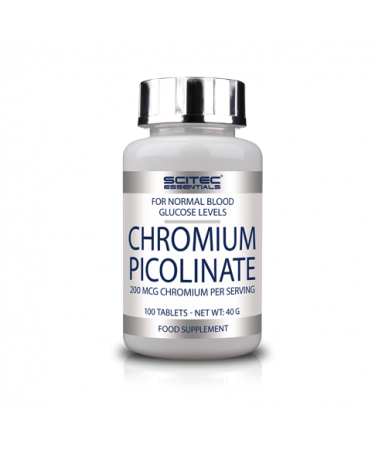 SCITEC
ESSENTIALS
FOR NORMAL BLOOD
GLUCOSE LEVELS
CHROMIUM
PICOLINATE
200 MCG CHROMIUM PER SERVING
100 TABLETS - NET WT: 40 G
FOOD SUPPLEMENT